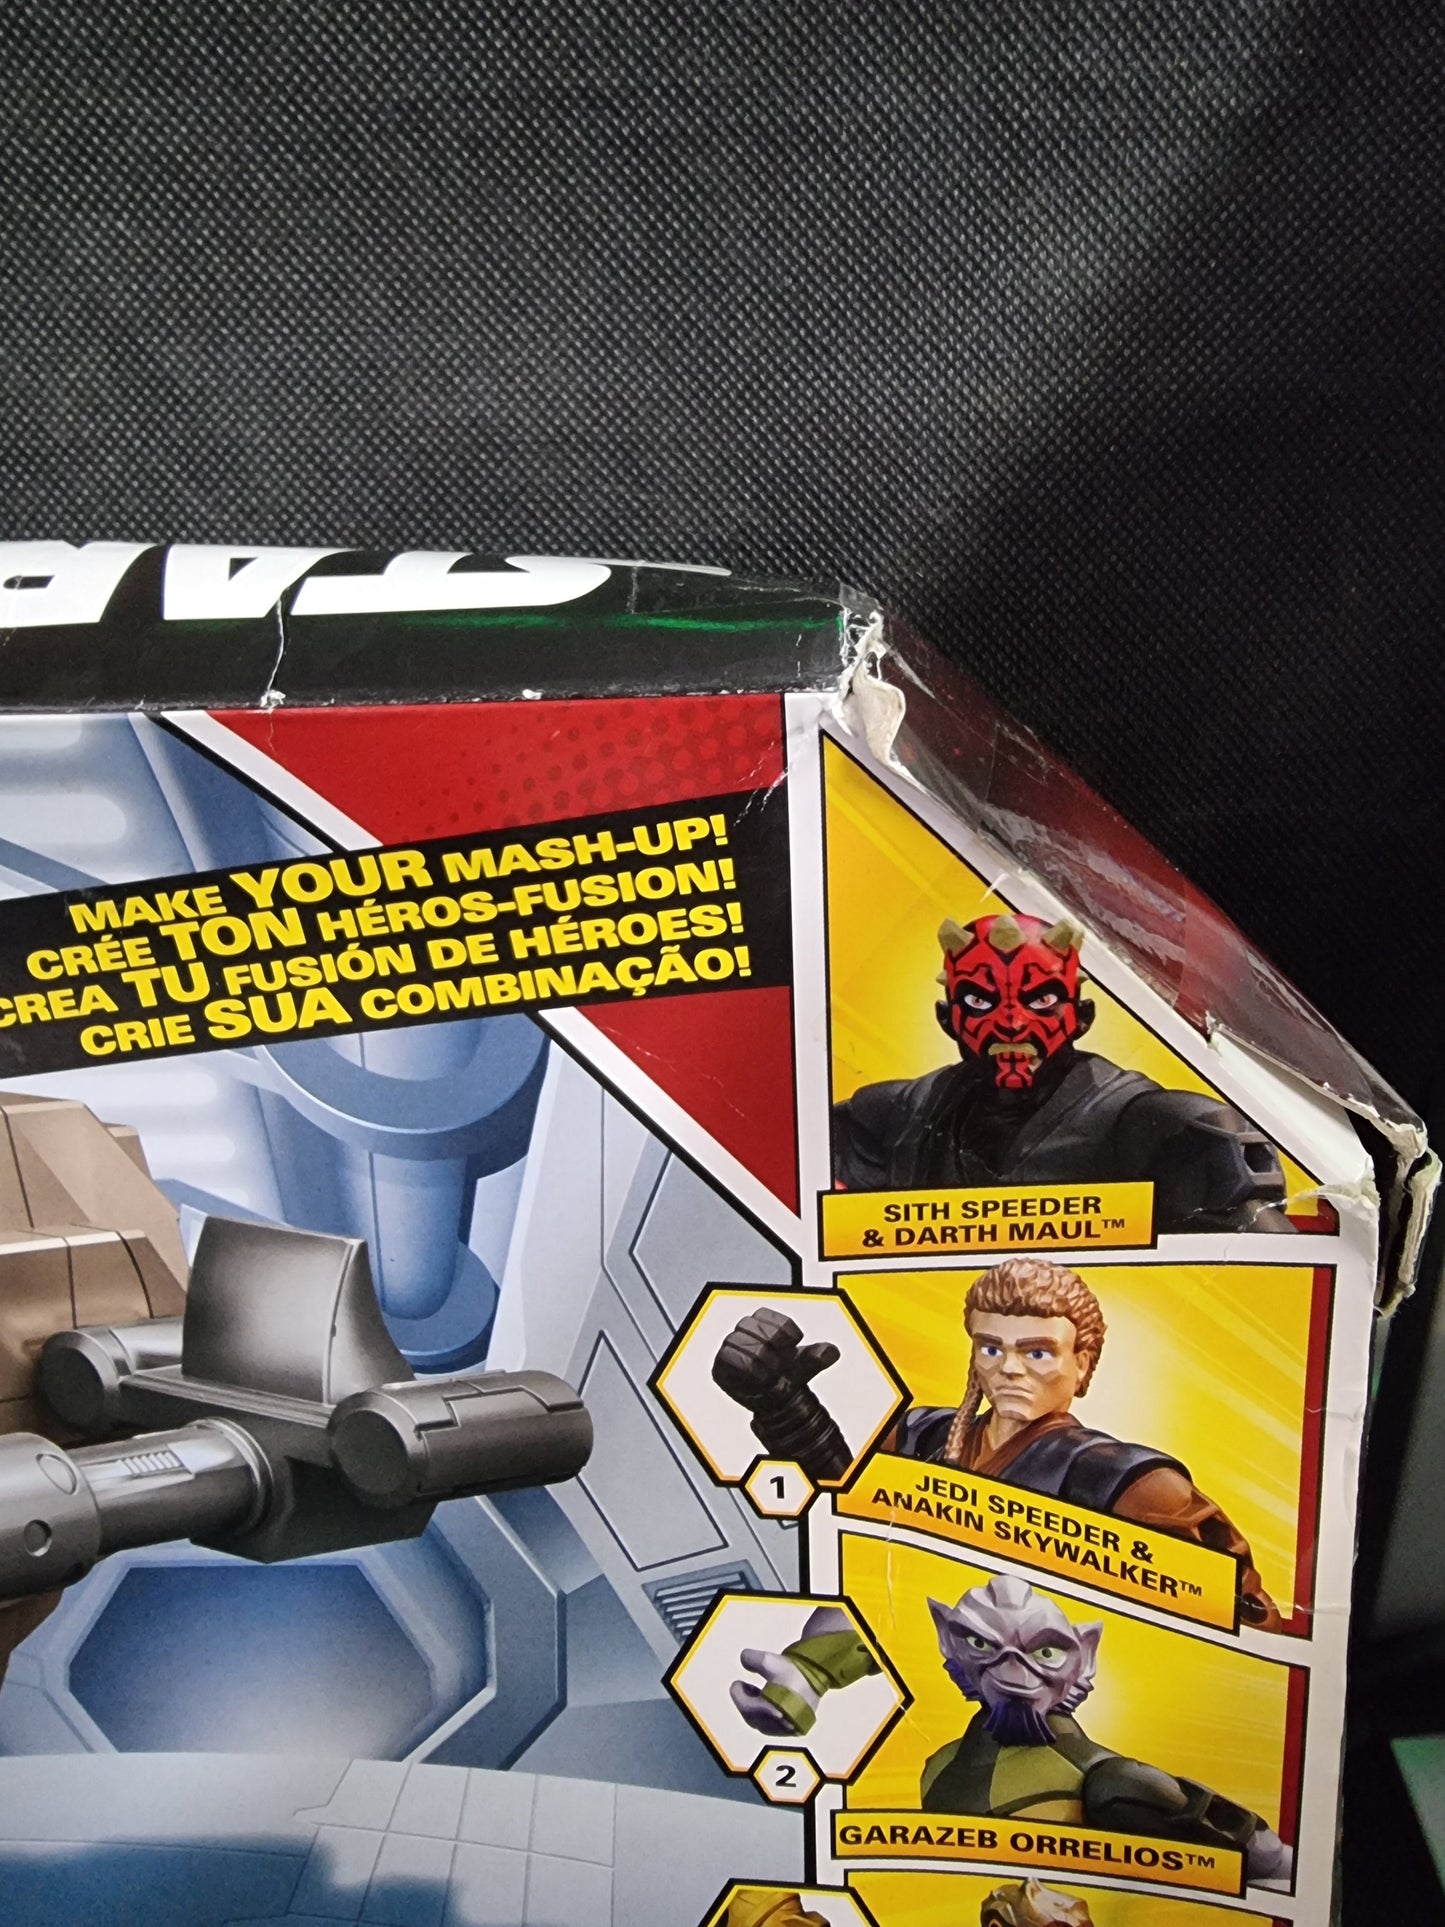 STAR
MAKE YOUR MASH-UP!
CRÉE TON HÉROS-FUSION!
CREA TU FUSIÓN DE HÉROES!
CRIE SUA COMBINAÇÃO!
SITH SPEEDER
& DARTH MAUL™
JEDI SPEEDER &
ANAKIN SKYWALKER™
1
2
GARAZEB ORRELIOS™